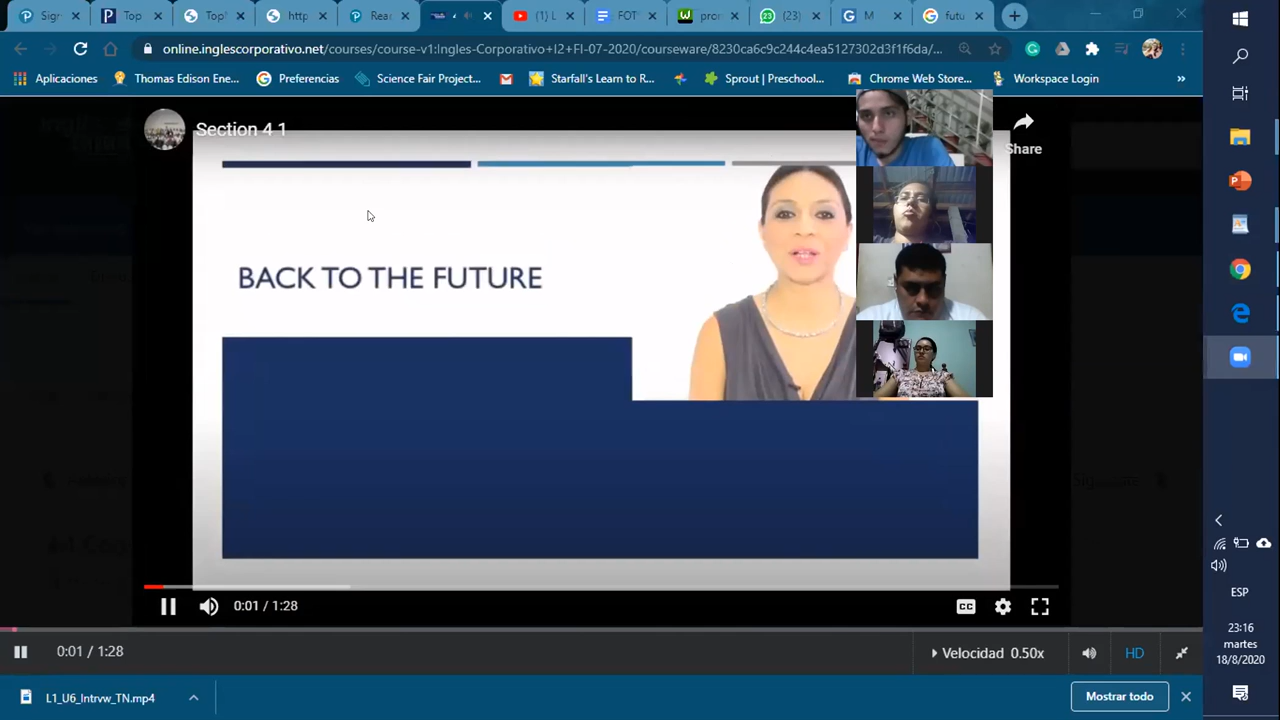 Sign
Top
Top'
http
Rea
(1) L
FOT
pron
(23)
M
futu
online.inglescorporativo.net/courses/course-v1:Ingles-Corporativo+I2+FI-07-2020/courseware/8230ca6c9c244c4ea5127302d3f1f6da/...
Aplicaciones
Thomas Edison Ene...
Preferencias
Science Fair Project...
Starfall's Learn to R...
Sprout | Preschool...
Chrome Web Store...
Workspace Login
»
Section 4 1
Share
BACK TO THE FUTURE
0:01 / 1:28
CC
0:01 / 1:28
Velocidad 0.50x
HD
L1_U6_Intrvw_TN.mp4
Mostrar todo
ESP
23:16
martes
18/8/2020